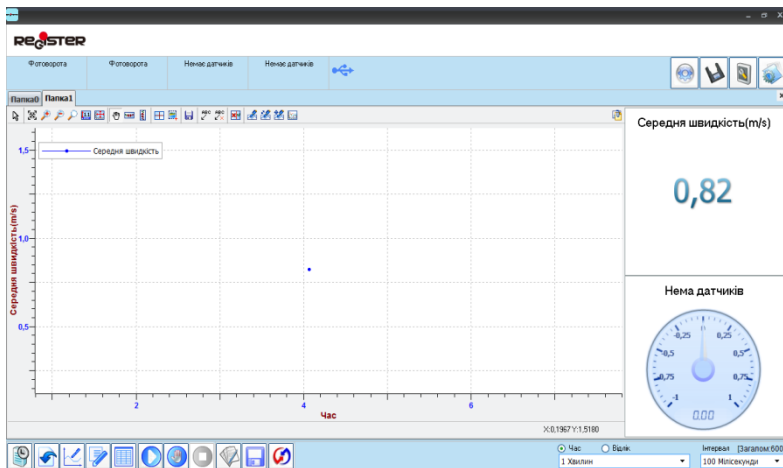 REGISTER
Фотоворота Фотоворота Немає датчиків Немає датчиків
Папка0 Папка1
Середня швидкість(m/s)
0,82
Середня швидкість
1,5
1,0
0,5
Середня швидкість(m/s)
2 4 6
Час
X:0,1967 Y:1,5180
Нема датчиків
-0,25 0 0,25
-0,5 0,5
-0,75 0,75
-1 1
0.00
Час Відлік Інтервал [Загалом:600
1 Хвилин 100 Мілісекунди